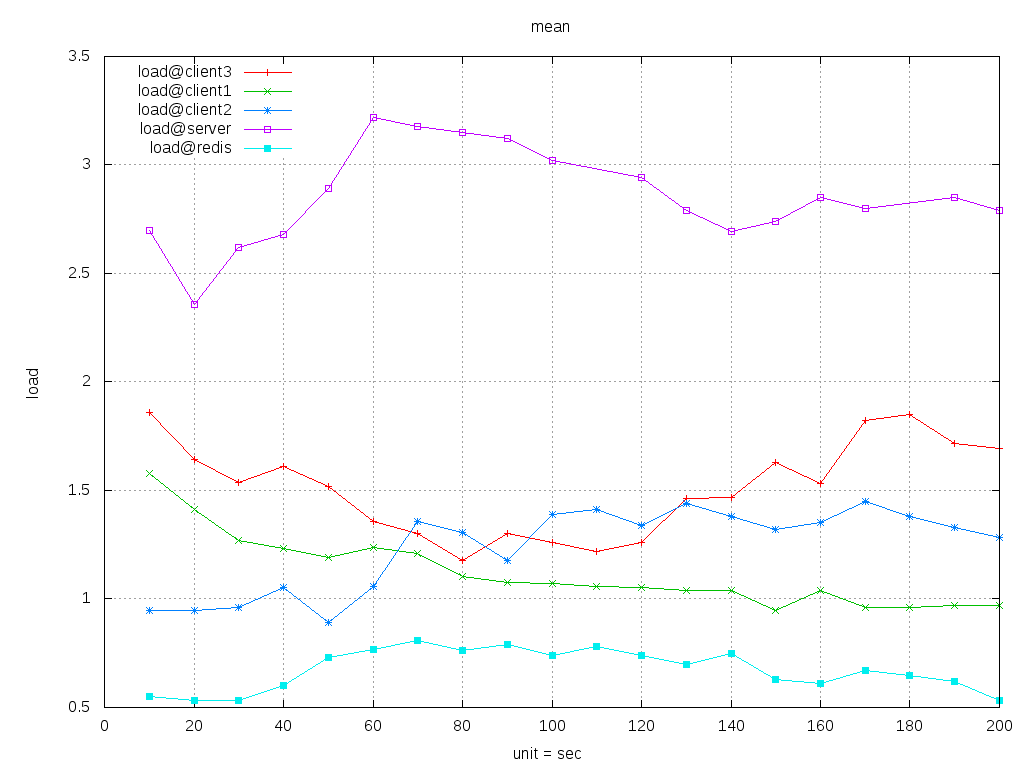 mean
3.5
3
2.5
2
1.5
1
0.5
load
load@client3
load@client1
load@client2
load@server
load@redis
0 20 40 60 80 100 120 140 160 180 200
unit = sec